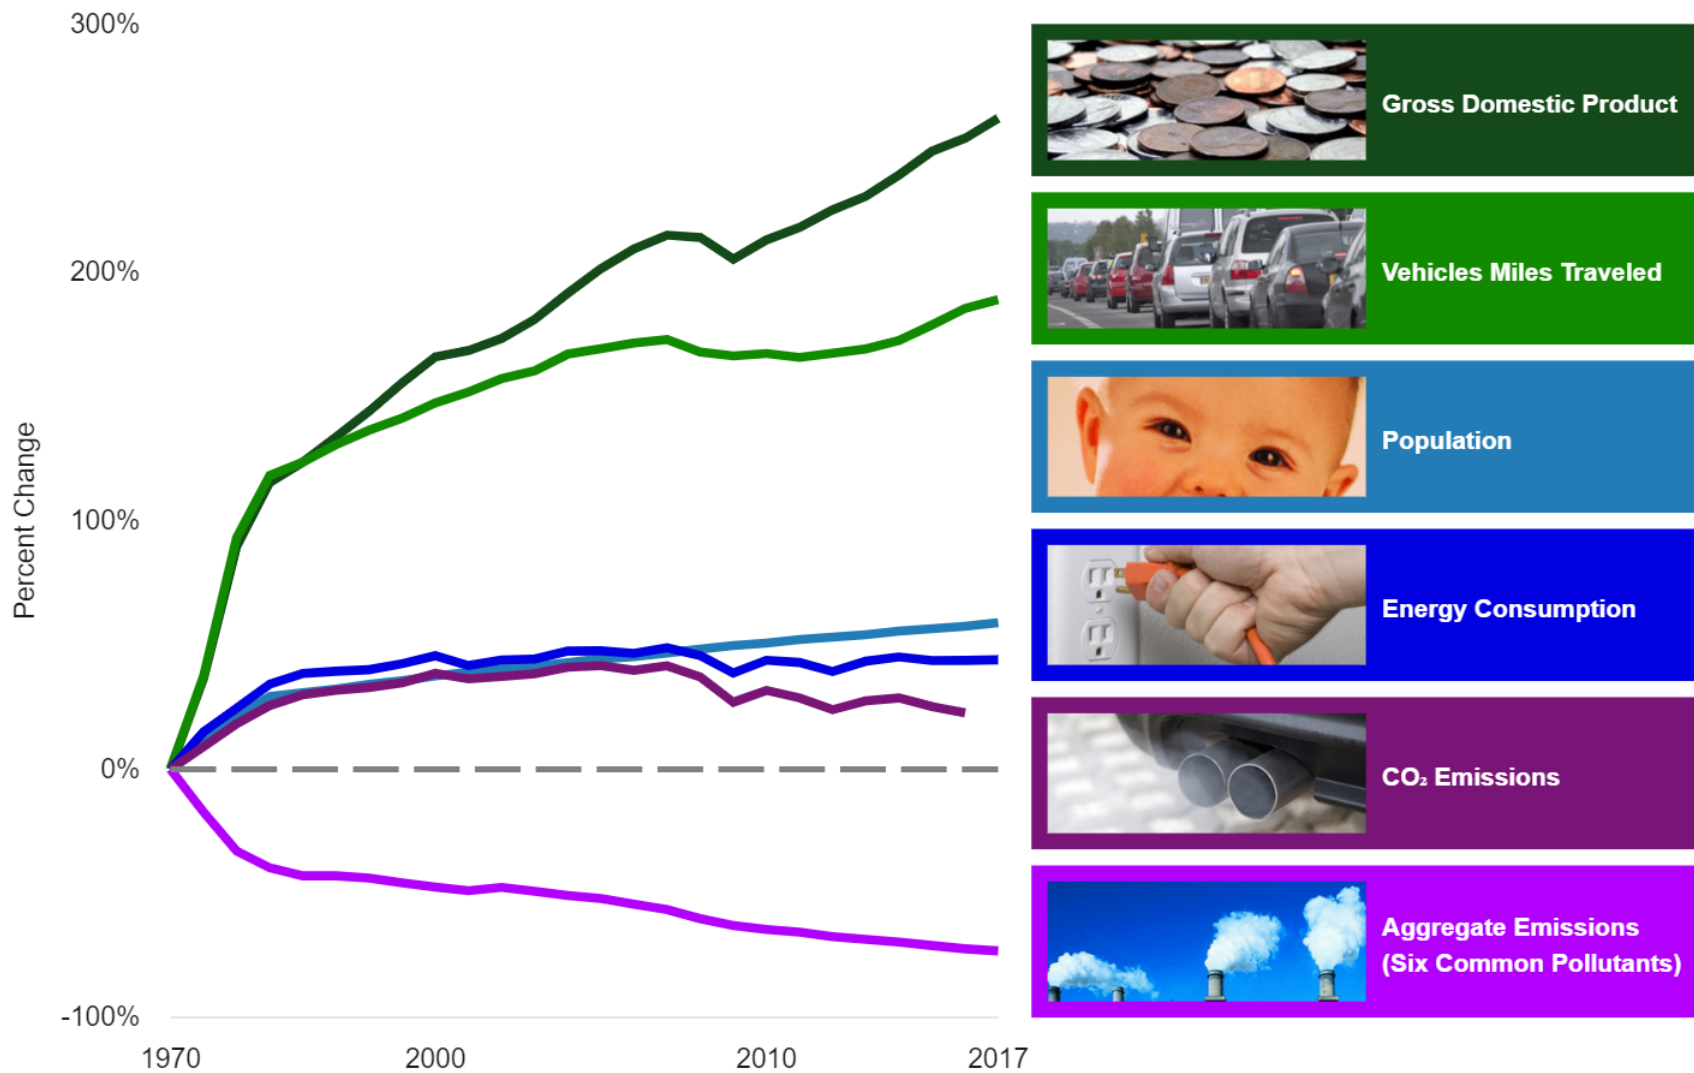 300%
200%
100%
0%
-100%
Percent Change
1970
2000
2010
2017
Gross Domestic Product
Vehicles Miles Traveled
Population
Energy Consumption
CO₂ Emissions
Aggregate Emissions
(Six Common Pollutants)